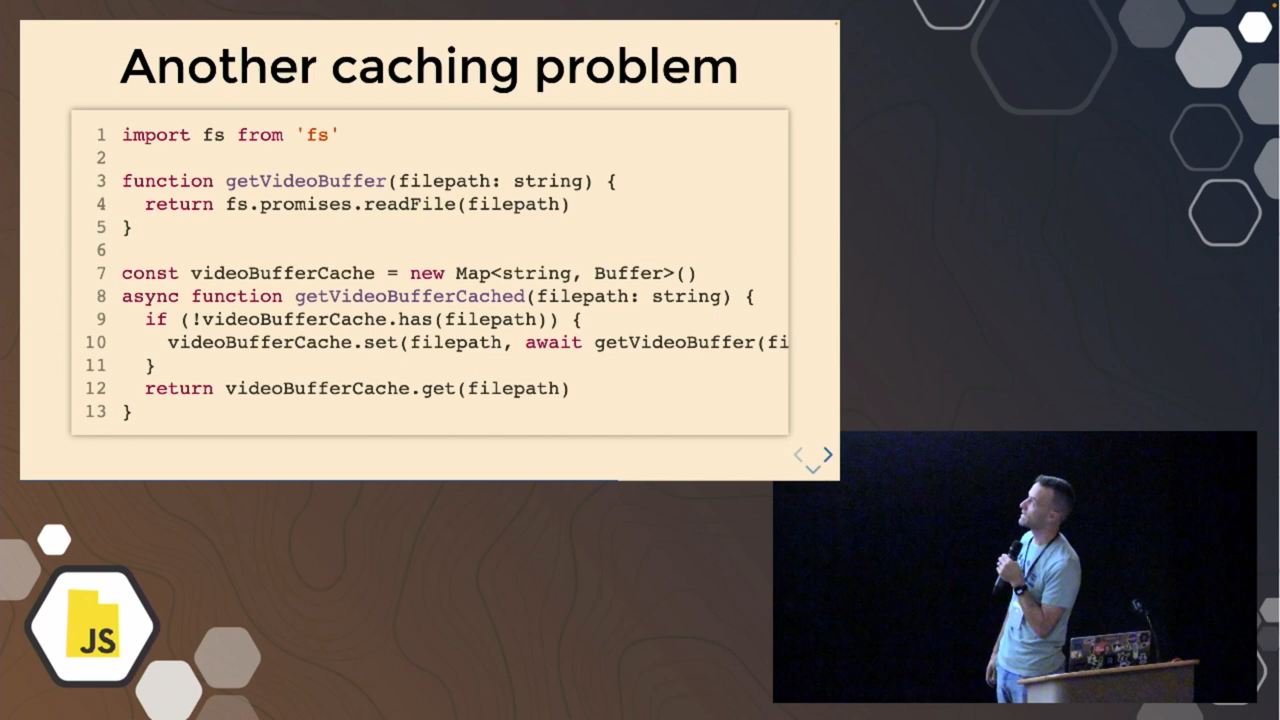 Another caching problem
1 import fs from 'fs'
2
3 function getVideoBuffer(filepath: string) {
4   return fs.promises.readFile(filepath)
5 }
6
7 const videoBufferCache = new Map<string, Buffer>()
8 async function getVideoBufferCached(filepath: string) {
9   if (!videoBufferCache.has(filepath)) {
10     videoBufferCache.set(filepath, await getVideoBuffer(fi
11   }
12   return videoBufferCache.get(filepath)
13 }
JS